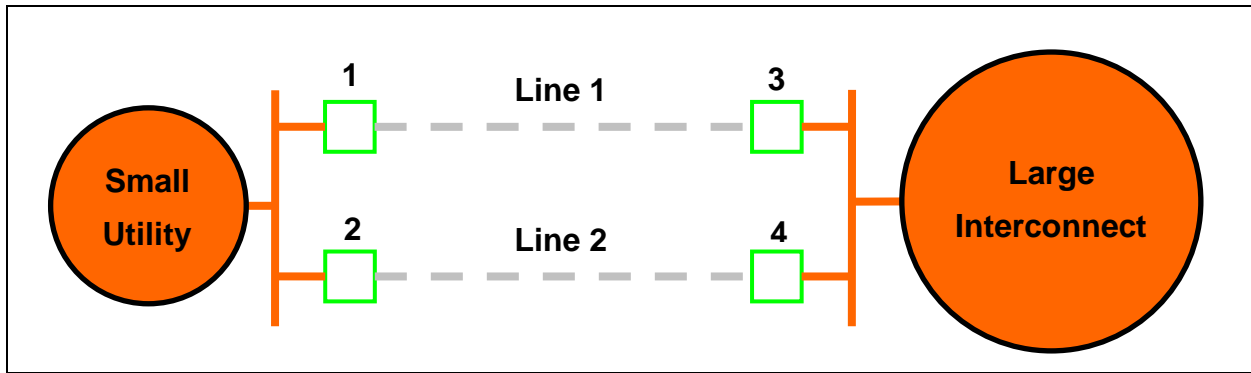 1
Line 1
3
Small
Utility
Large
Interconnect
2
Line 2
4